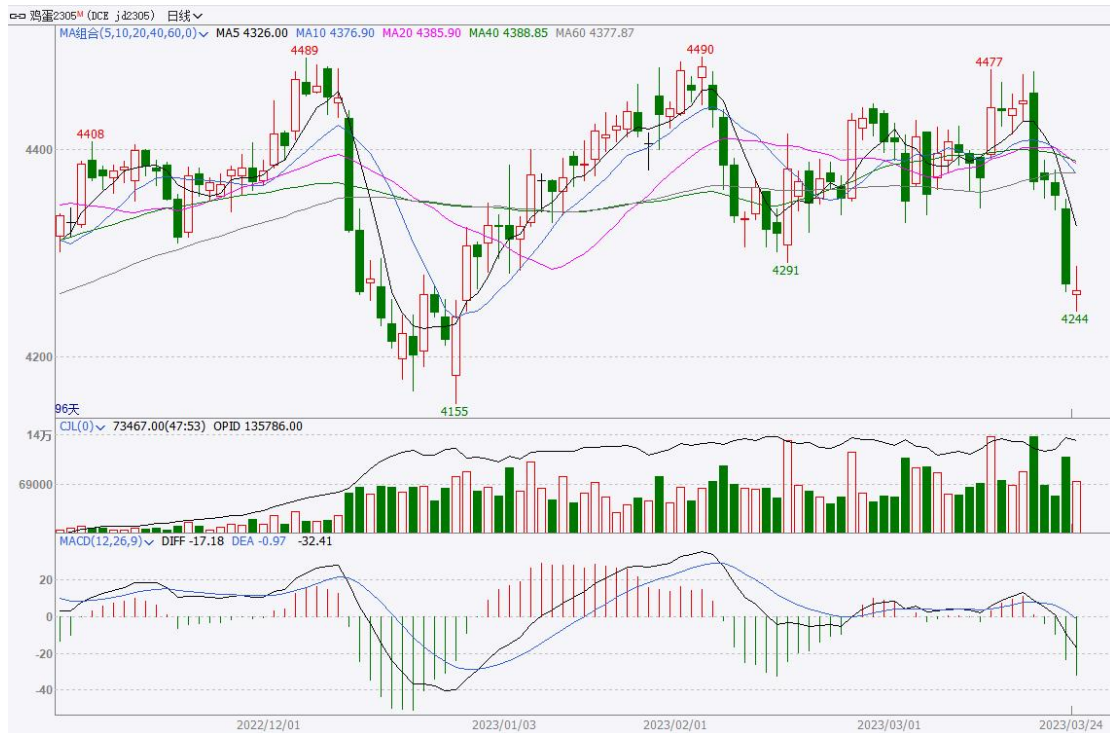 鸡蛋2305M (DCE jd2305) 日线
MA组合(5,10,20,40,60,0) MA5 4326.00 MA10 4376.90 MA20 4385.90 MA40 4388.85 MA60 4377.87
4489
4490
4477
4408
4400
4291
4244
4200
4155
96天
CJL(0) 73467.00(47:53) OPID 135786.00
14万
69000
MACD(12,26,9) DIFF -17.18 DEA -0.97 -32.41
20
0
-20
-40
2022/12/01 2023/01/03 2023/02/01 2023/03/01 2023/03/24